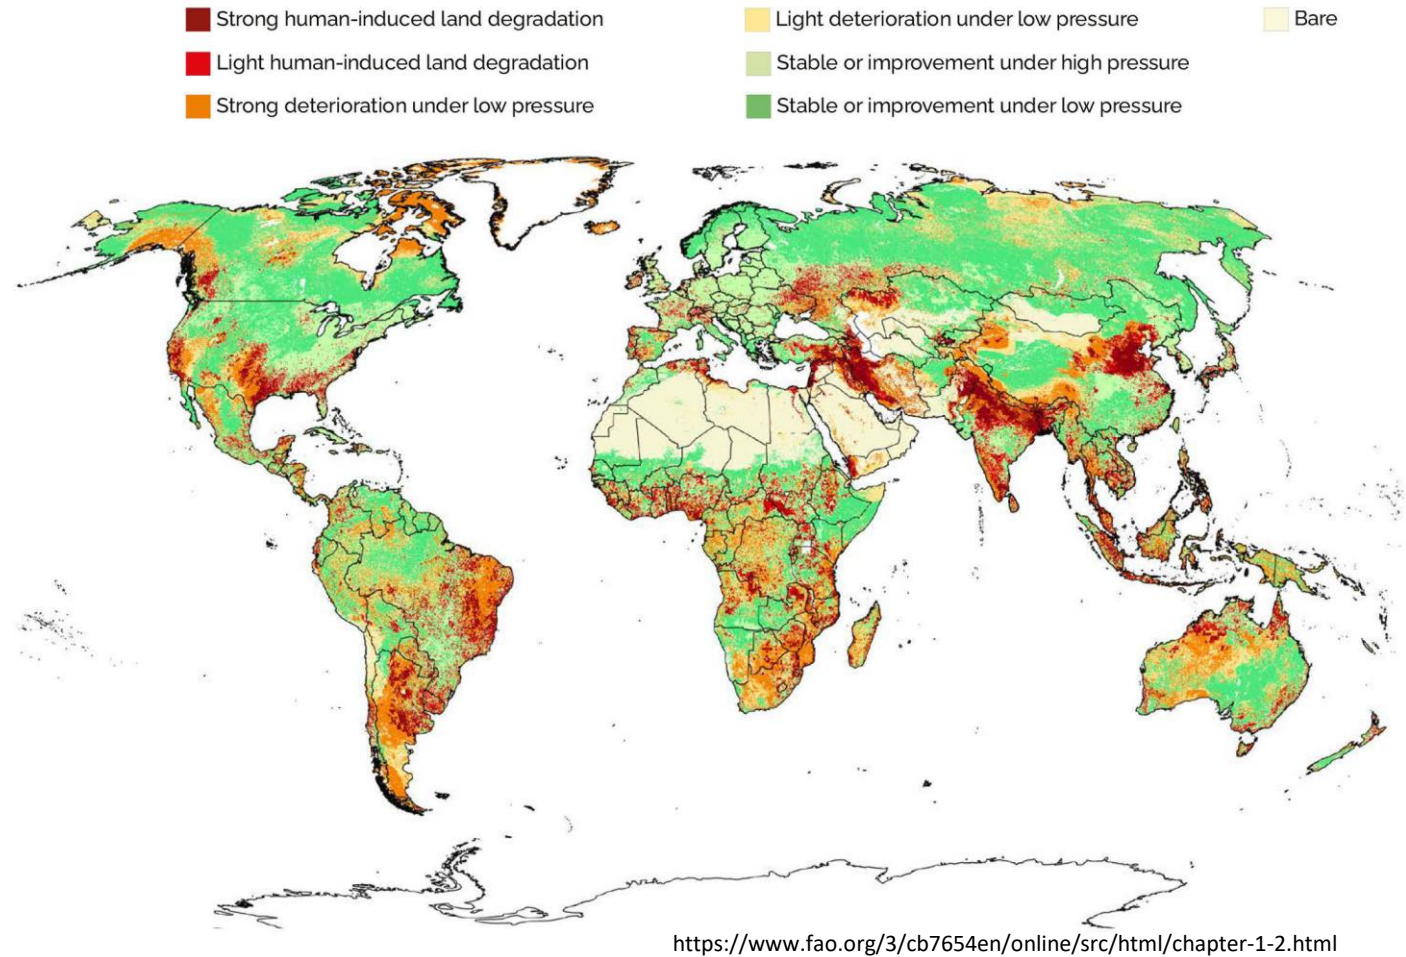 Strong human-induced land degradation
Light human-induced land degradation
Strong deterioration under low pressure
Light deterioration under low pressure
Stable or improvement under high pressure
Stable or improvement under low pressure
Bare
https://www.fao.org/3/cb7654en/online/src/html/chapter-1-2.html